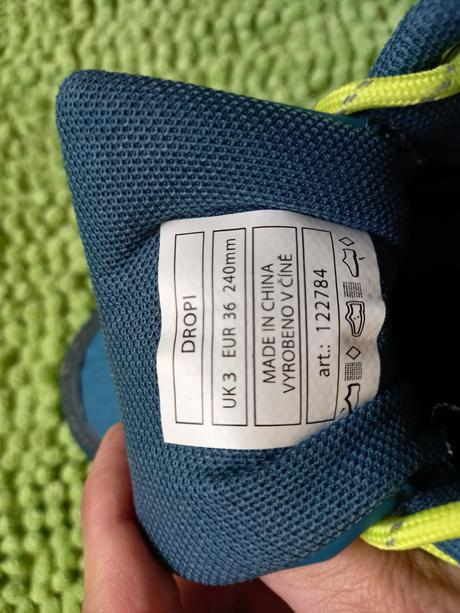 DROPI
UK 3 EUR 36 240mm
MADE IN CHINA
VYROBENO V ČÍNĚ
art.: 122784